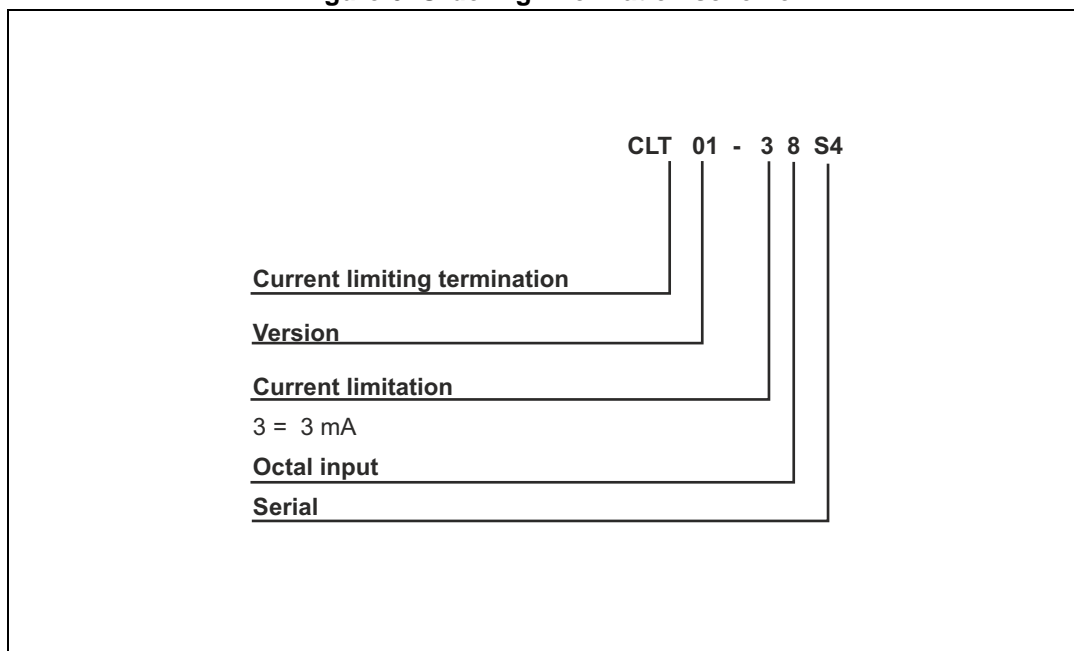 CLT 01 - 3 8 S4
Current limiting termination
Version
Current limitation
3 = 3 mA
Octal input
Serial